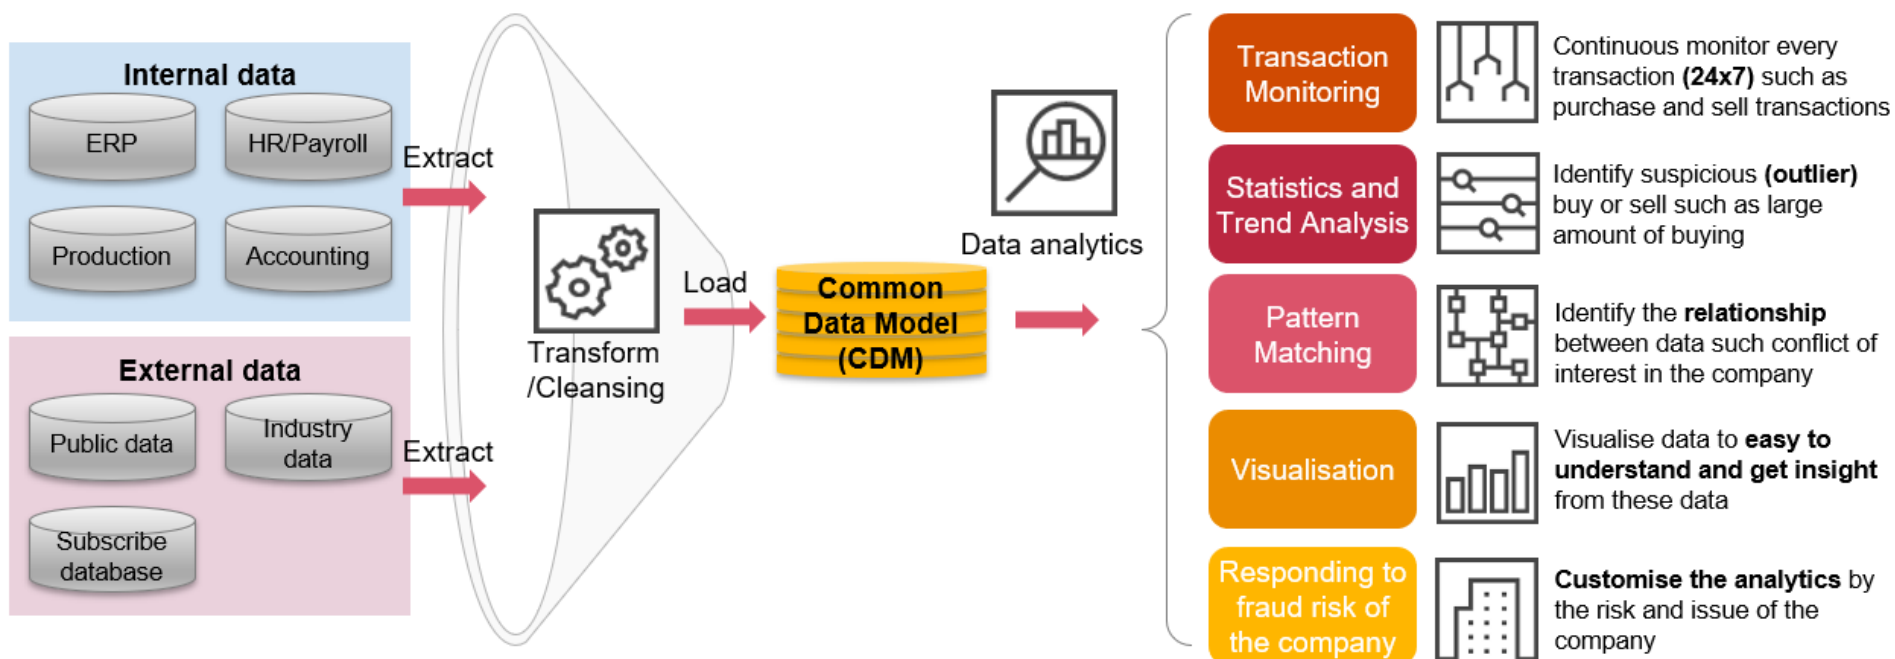 Internal data
ERP
HR/Payroll
Production
Accounting
Extract
External data
Public data
Industry
data
Subscribe
database
Extract
Transform
/Cleansing
Load
Common
Data Model
(CDM)
Data analytics
Transaction
Monitoring
Continuous monitor every
transaction (24x7) such as
purchase and sell transactions
Statistics and
Trend Analysis
Identify suspicious (outlier)
buy or sell such as large
amount of buying
Pattern
Matching
Identify the relationship
between data such conflict of
interest in the company
Visualisation
Visualise data to easy to
understand and get insight
from these data
Responding to
fraud risk of
the company
Customise the analytics by
the risk and issue of the
company